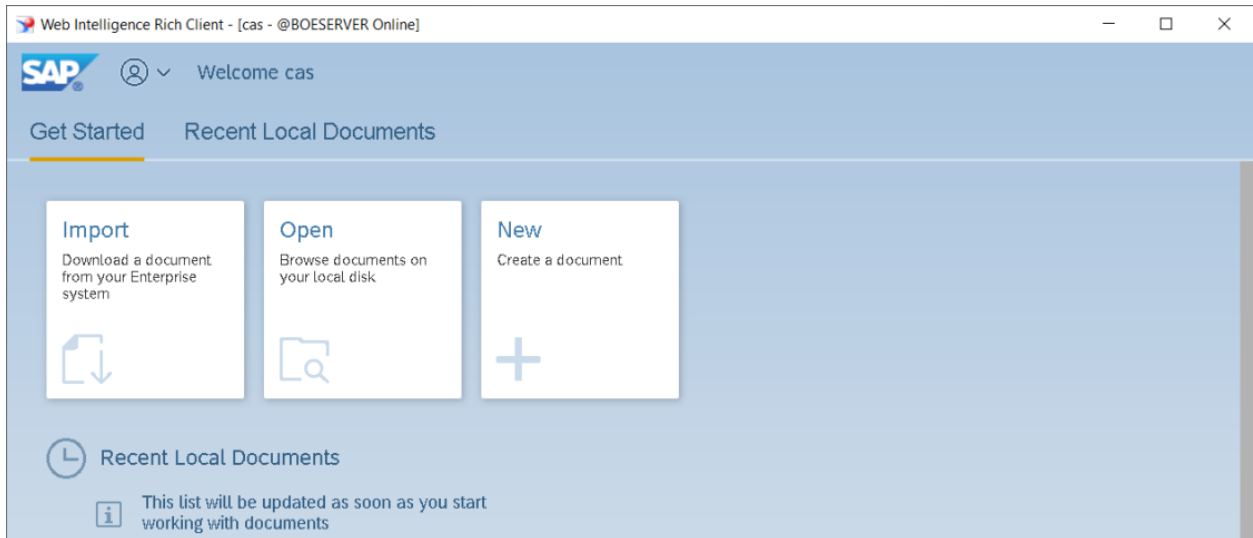 Web Intelligence Rich Client - [cas - @BOESERVER Online]
SAP®
Welcome cas
Get Started
Recent Local Documents
Import
Download a document
from your Enterprise
system
Open
Browse documents on
your local disk
New
Create a document
Recent Local Documents
This list will be updated as soon as you start
working with documents